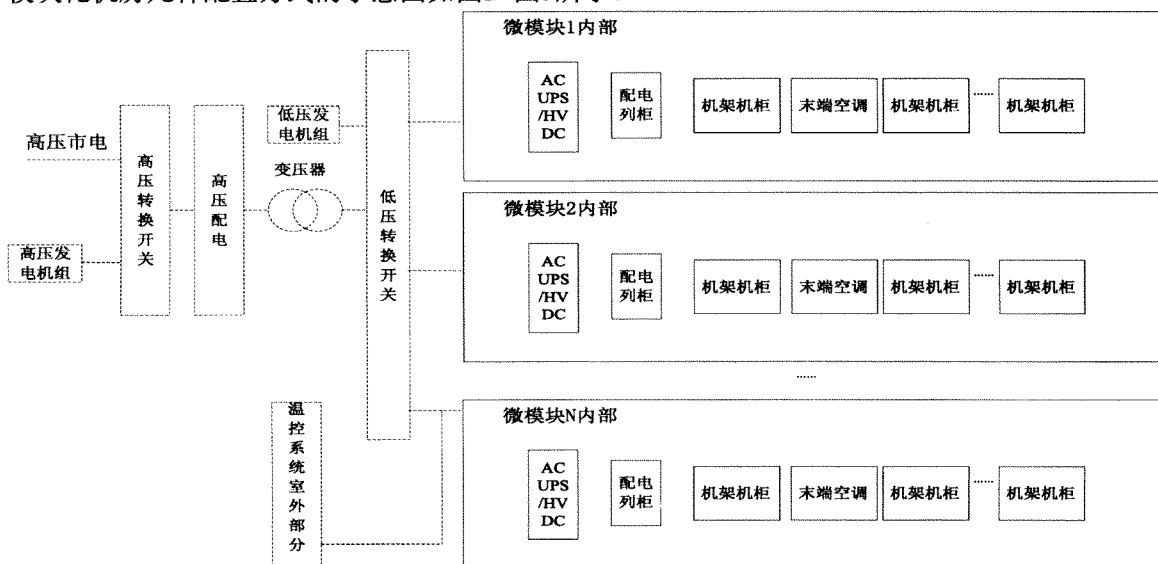 微模块1内部
AC
UPS
/HV
DC
配电
列柜
机架机柜
末端空调
机架机柜
......
机架机柜
高压市电
高压发
电机组
高压转换开关
高压配电
低压发
电机组
变压器
低压转换开关
微模块2内部
AC
UPS
/HV
DC
配电
列柜
机架机柜
末端空调
机架机柜
......
机架机柜
......
温控系统室外部分
微模块N内部
AC
UPS
/HV
DC
配电
列柜
机架机柜
末端空调
机架机柜
......
机架机柜